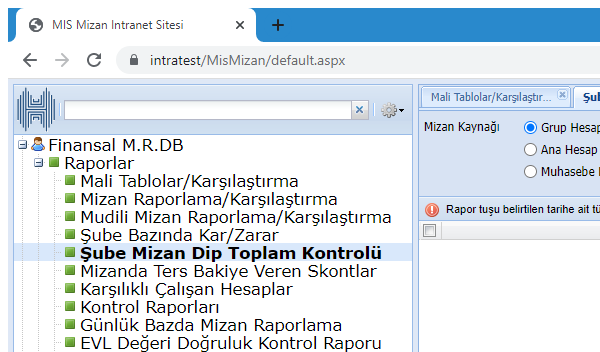 MIS Mizan Intranet Sitesi
intratest/MisMizan/default.aspx
Finansal M.R.DB
Raporlar
Mali Tablolar/Karşılaştırma
Mizan Raporlama/Karşılaştırma
Mudili Mizan Raporlama/Karşılaştırma
Şube Bazında Kar/Zarar
Şube Mizan Dip Toplam Kontrolü
Mizanda Ters Bakiye Veren Skontlar
Karşılıklı Çalışan Hesaplar
Kontrol Raporları
Günlük Bazda Mizan Raporlama
EVL Değeri Doğruluk Kontrol Raporu
Mali Tablolar/Karşılaştır...
Şu
Mizan Kaynağı
Grup Hesap
Ana Hesap
Muhasebe
Rapor tuşu belirtilen tarihe ait tü